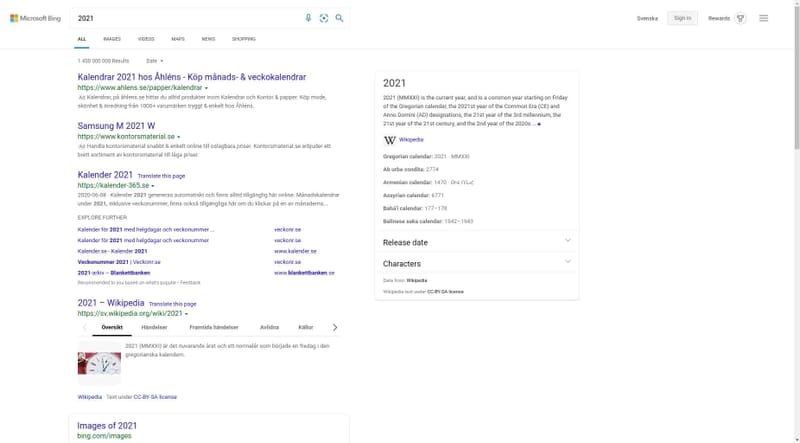 Microsoft Bing
2021
Svenska
Sign in
Rewards
ALL
IMAGES
VIDEOS
MAPS
NEWS
SHOPPING
1 450 000 000 Results
Date
Kalendrar 2021 hos Åhléns - Köp månads- & veckokalendrar
https://www.ahlens.se/papper/kalendrar
Ad Kalendrar, på åhlens.se hittar du alltid produkter inom Kalendrar och Kontor & papper. Köp mode,
skönhet & inredning från 1000+ varumärken tryggt & enkelt hos Åhléns.
Samsung M 2021 W
https://www.kontorsmaterial.se
Ad Handla kontorsmaterial snabbt & enkelt online till oslagbara priser. Kontorsmaterial.se erbjuder ett
brett sortiment av kontorsmaterial till låga priser.
Kalender 2021 Translate this page
https://kalender-365.se
2020-06-08 · Kalender 2021 genereras automatiskt och finns alltid tillgänglig här online. Månadskalendrar
under 2021, inklusive veckonummer, finns också tillgängliga här om du klickar på en av månaderna...
EXPLORE FURTHER
Kalender för 2021 med helgdagar och veckonummer ... veckonr.se
Kalender för 2021 med helgdagar och veckonummer veckonr.se
Kalender.se - Kalender 2021 www.kalender.se
Veckonummer 2021 | Veckonr.se veckonr.se
2021-arkiv – Blankettbanken www.blankettbanken.se
Recommended to you based on what's popular • Feedback
2021 – Wikipedia Translate this page
https://sv.wikipedia.org/wiki/2021
Översikt
Händelser
Framtida händelser
Avlidna
Källor
2021 (MMXXI) är det nuvarande året och ett normalår som började en fredag i den
gregorianska kalendern.
Wikipedia · Text under CC-BY-SA license
Images of 2021
bing.com/images
2021
2021 (MMXXI) is the current year, and is a common year starting on Friday
of the Gregorian calendar, the 2021st year of the Common Era (CE) and
Anno Domini (AD) designations, the 21st year of the 3rd millennium, the
21st year of the 21st century, and the 2nd year of the 2020s ...
W Wikipedia
Gregorian calendar: 2021 · MMXXI
Ab urbe condita: 2774
Armenian calendar: 1470 · ԹՎ ՌՆՀ
Assyrian calendar: 6771
Bahá'í calendar: 177–178
Balinese saka calendar: 1942–1943
Release date
Characters
Data from: Wikipedia
Wikipedia text under CC-BY-SA license